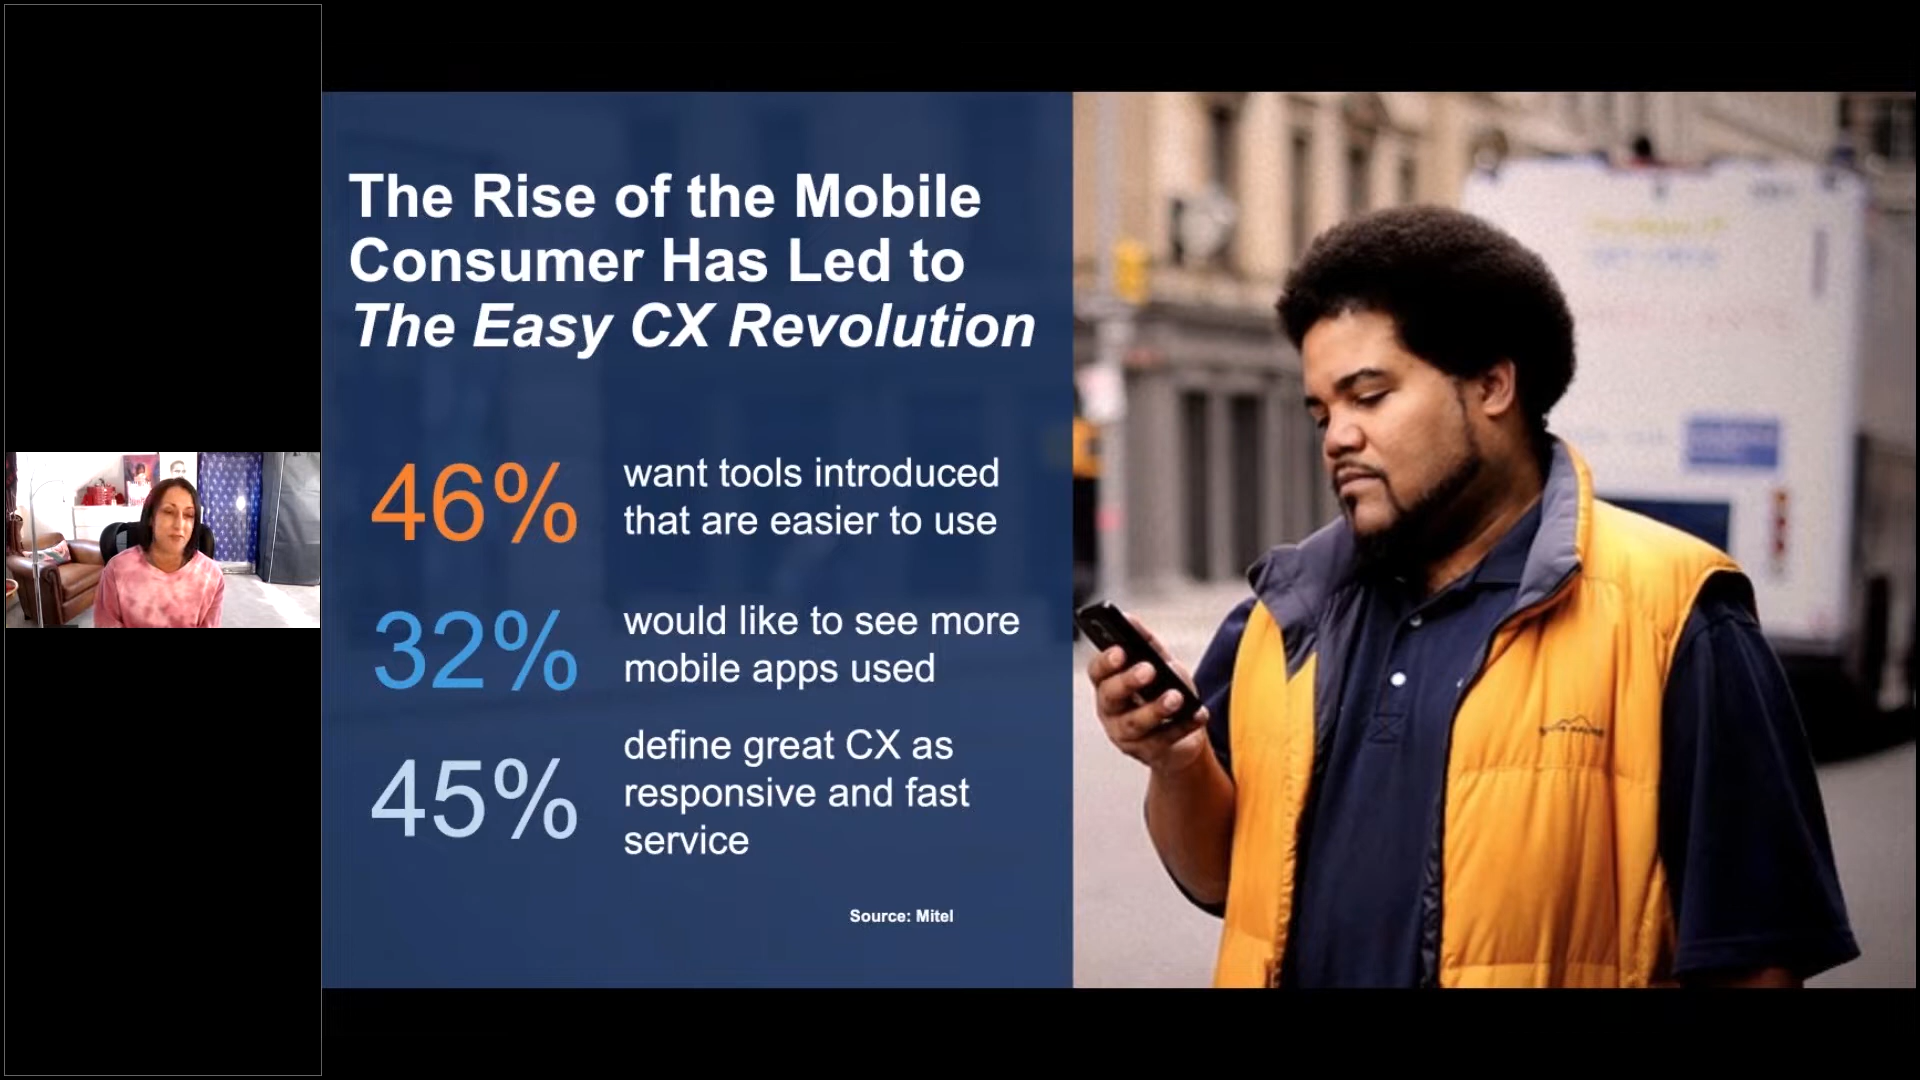 The Rise of the Mobile
Consumer Has Led to
The Easy CX Revolution
46%
want tools introduced
that are easier to use
32%
would like to see more
mobile apps used
45%
define great CX as
responsive and fast
service
Source: Mitel